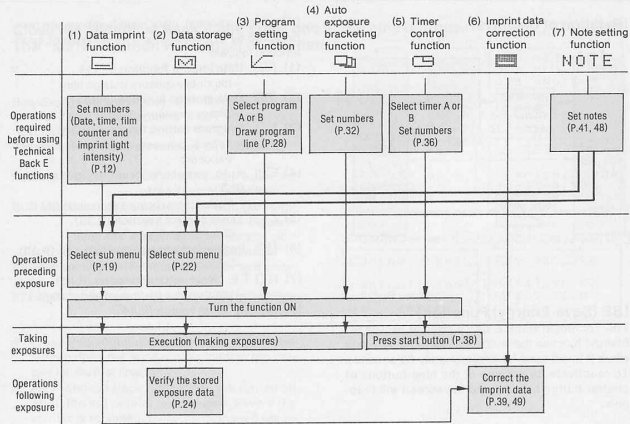 (1) Data imprint
function
(2) Data storage
function
(3) Program
setting
function
(4) Auto
exposure
bracketing
function
(5) Timer
control
function
(6) Imprint data
correction
function
(7) Note setting
function
NOTE
Operations
required
before using
Technical
Back E
functions
Set numbers
(Date, time, film
counter and
imprint light
intensity)
(P.12)
Select program
A or B
Draw program
line (P.28)
Set numbers
(P.32)
Select timer A or
B
Set numbers
(P.36)
Set notes
(P.41, 48)
Operations
preceding
exposure
Select sub menu
(P.19)
Select sub menu
(P.22)
Turn the function ON
Taking
exposures
Execution (making exposures)
Press start button (P.38)
Operations
following
exposure
Verify the stored
exposure data
(P.24)
Correct the
imprint data
(P.39, 49)